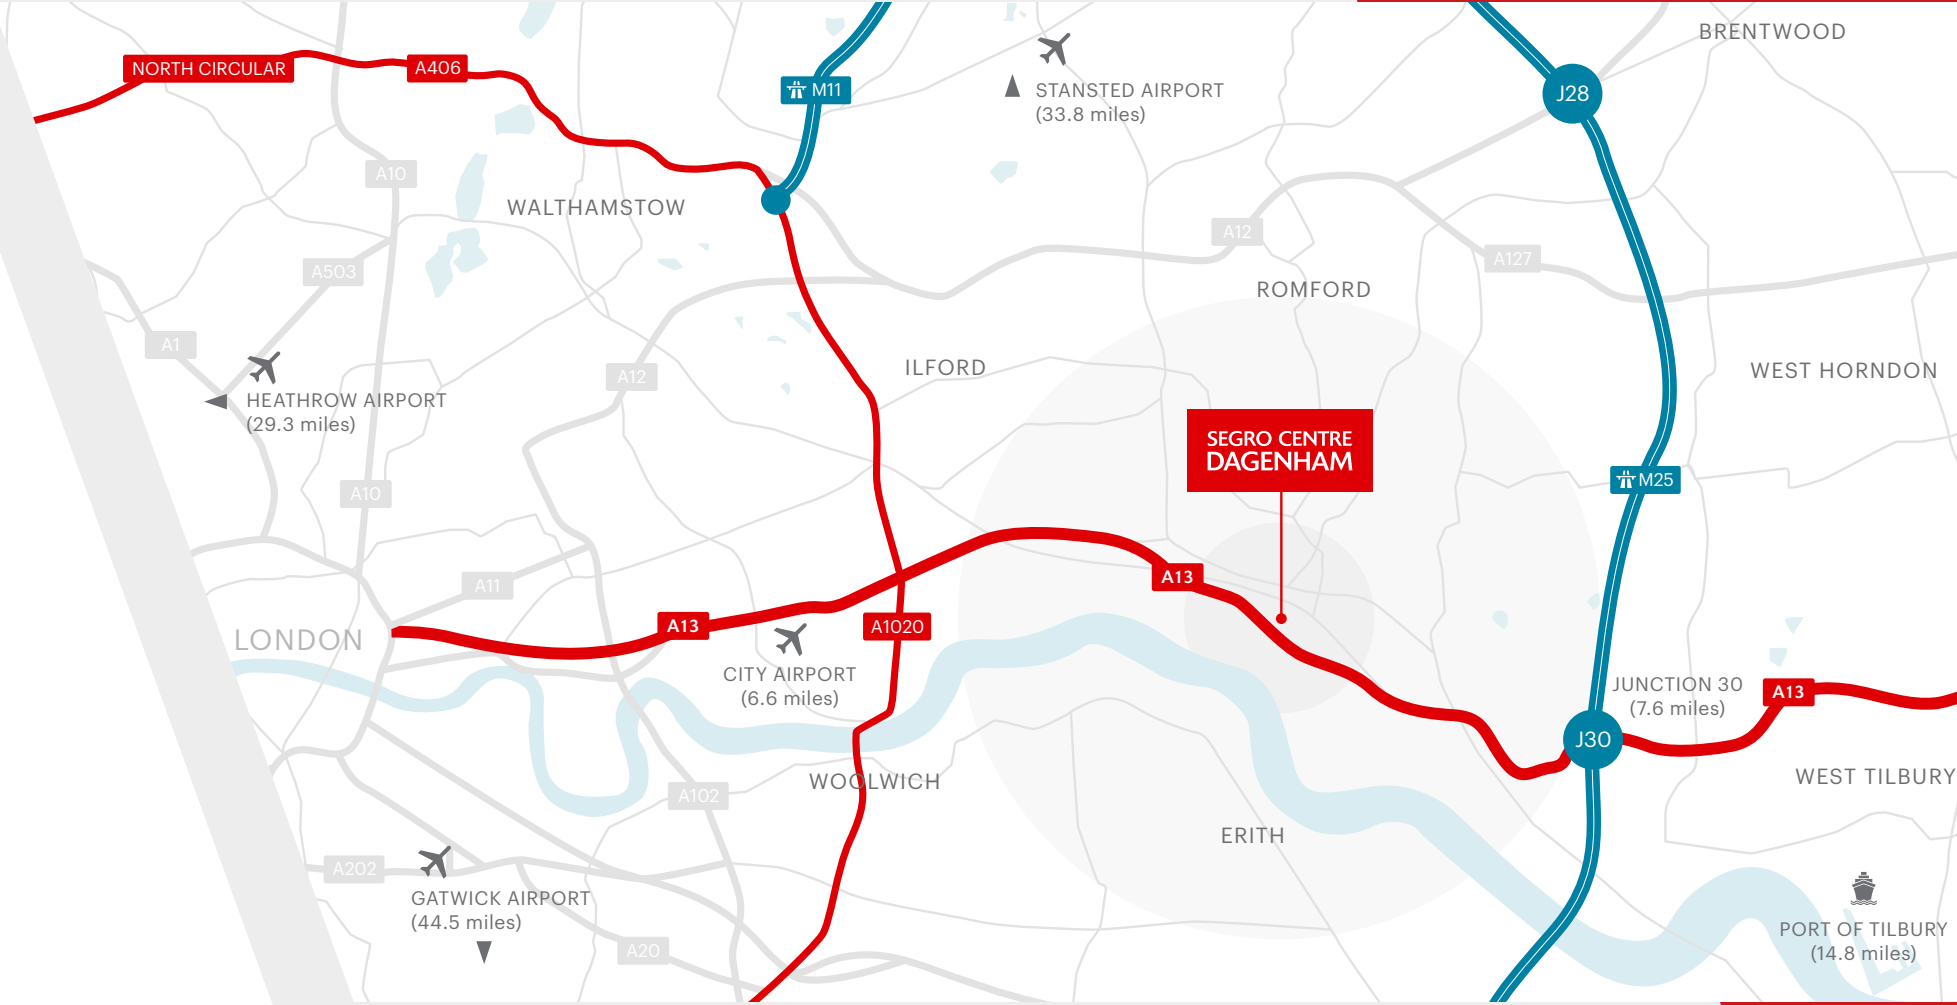 BRENTWOOD
NORTH CIRCULAR
A406
M11
STANSTED AIRPORT
(33.8 miles)
J28
A10
WALTHAMSTOW
A12
A127
A503
ROMFORD
A1
HEATHROW AIRPORT
(29.3 miles)
A12
ILFORD
WEST HORNDON
SEGRO CENTRE
DAGENHAM
A10
M25
A11
A13
LONDON
A13
A1020
CITY AIRPORT
(6.6 miles)
JUNCTION 30
(7.6 miles)
A13
J30
WOOLWICH
WEST TILBURY
A102
ERITH
A202
GATWICK AIRPORT
(44.5 miles)
A20
PORT OF TILBURY
(14.8 miles)